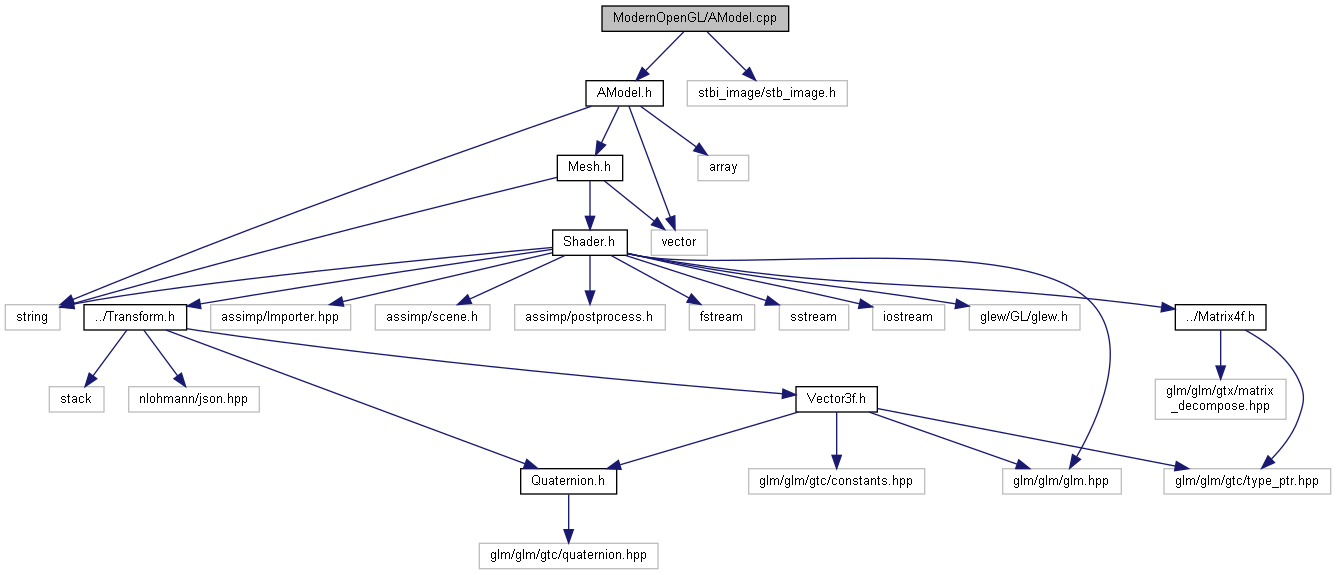 ModernOpenGL/AModel.cpp
AModel.h
stbi_image/stb_image.h
Mesh.h
array
Shader.h
vector
string
../Transform.h
assimp/Importer.hpp
assimp/scene.h
assimp/postprocess.h
fstream
sstream
iostream
glew/GL/glew.h
../Matrix4f.h
stack
nlohmann/json.hpp
Vector3f.h
glm/glm/gtx/matrix
_decompose.hpp
Quaternion.h
glm/glm/gtc/constants.hpp
glm/glm/glm.hpp
glm/glm/gtc/type_ptr.hpp
glm/glm/gtc/quaternion.hpp